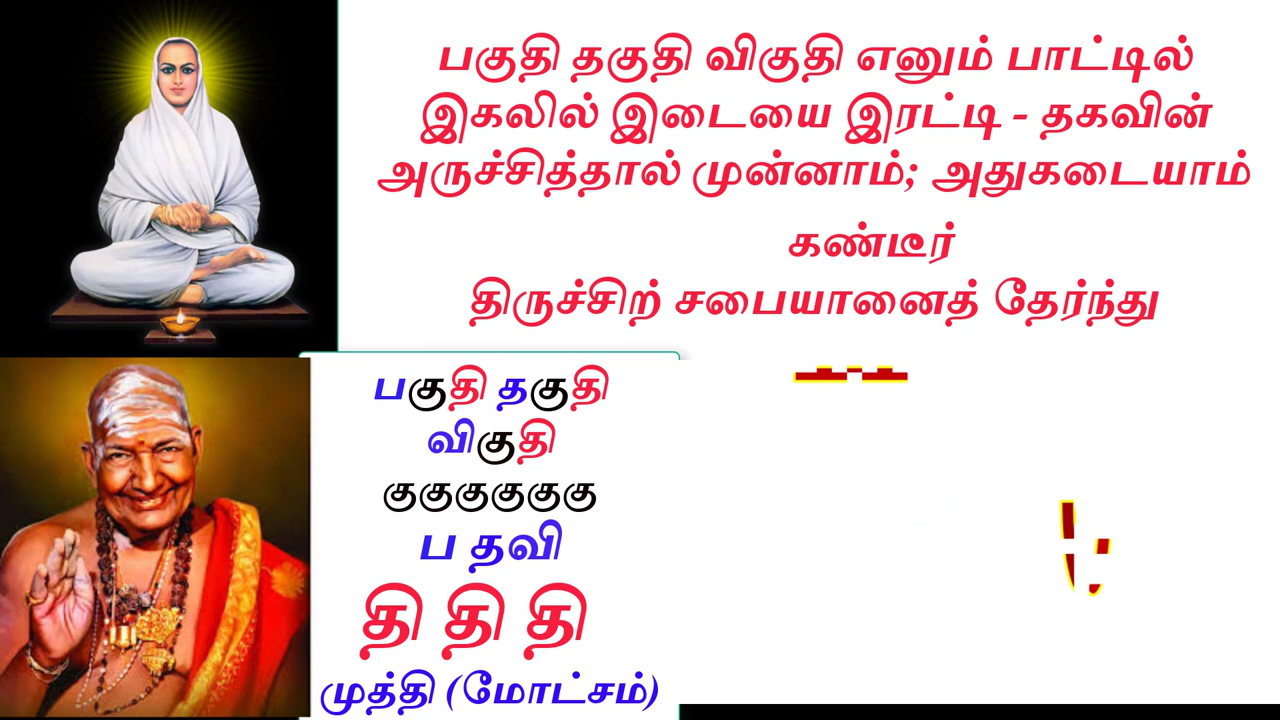 பகுதி தகுதி விகுதி எனும் பாட்டில்
இகலில் இடையை இரட்டி - தகவின்
அருச்சித்தால் முன்னாம்; அதுகடையாம்
கண்டீர்
திருச்சிற் சபையானைத் தேர்ந்து
பகுதி தகுதி
விகுதி
குகுகுகுகுகு
ப தவி
தி தி தி
முத்தி (மோட்சம்)